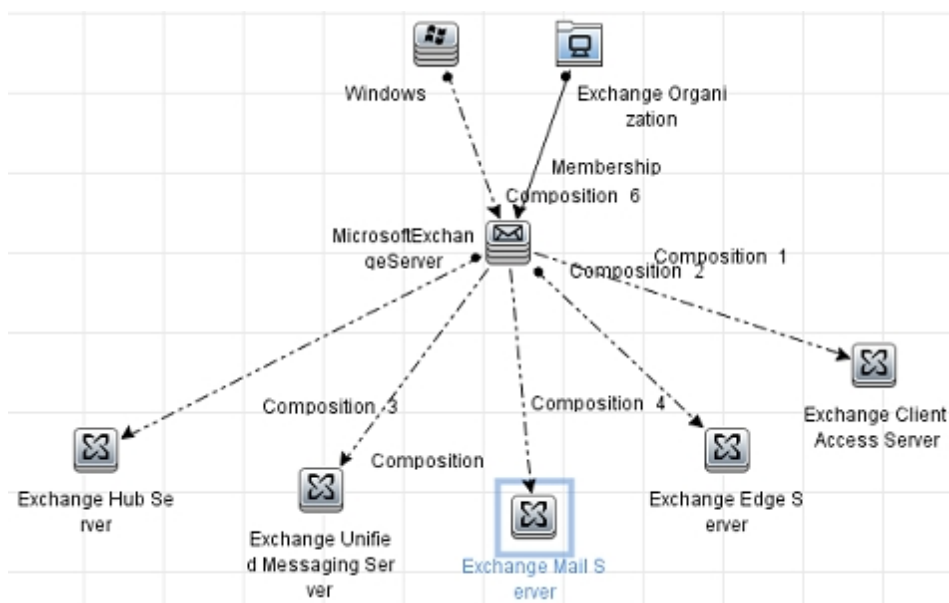 Windows
Exchange Organi
zation
Membership
Composition 6
MicrosoftExchan
geServer
Composition 1
Composition 2
Composition 3
Composition 4
Composition
Exchange Client
Access Server
Exchange Hub Se
rver
Exchange Unifie
d Messaging Ser
ver
Exchange Mail S
erver
Exchange Edge S
erver